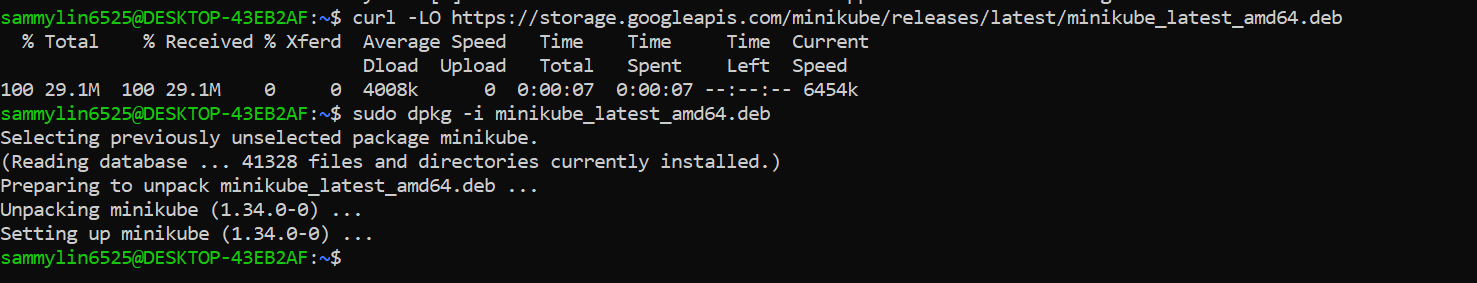 sammylin6525@DESKTOP-43EB2AF:~$ curl -LO https://storage.googleapis.com/minikube/releases/latest/minikube_latest_amd64.deb
  % Total    % Received % Xferd  Average Speed   Time    Time     Time  Current
                                 Dload  Upload   Total   Spent    Left  Speed
100 29.1M  100 29.1M    0     0  4008k      0  0:00:07  0:00:07 --:--:-- 6454k
sammylin6525@DESKTOP-43EB2AF:~$ sudo dpkg -i minikube_latest_amd64.deb
Selecting previously unselected package minikube.
(Reading database ... 41328 files and directories currently installed.)
Preparing to unpack minikube_latest_amd64.deb ...
Unpacking minikube (1.34.0-0) ...
Setting up minikube (1.34.0-0) ...
sammylin6525@DESKTOP-43EB2AF:~$